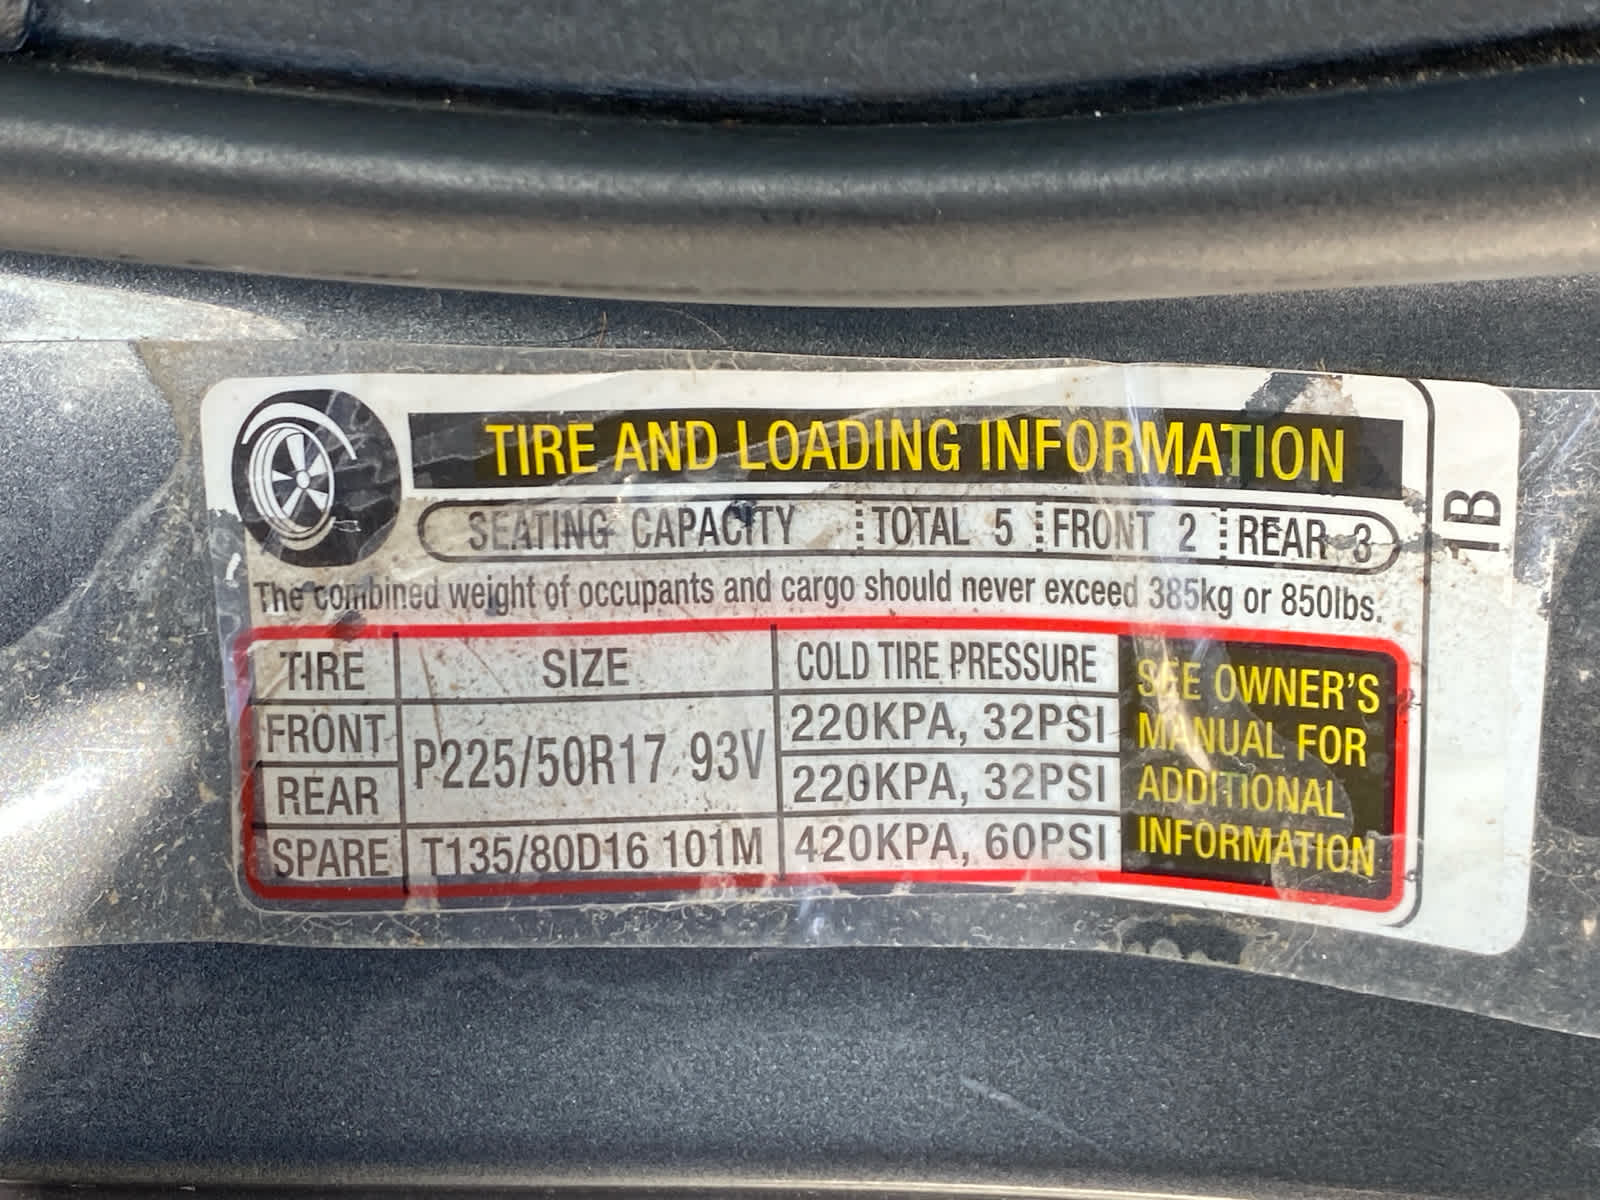 TIRE AND LOADING INFORMATION
SEATING CAPACITY TOTAL 5 FRONT 2 REAR 3
1B
The combined weight of occupants and cargo should never exceed 385kg or 850lbs.
TIRE SIZE COLD TIRE PRESSURE
FRONT P225/50R17 93V 220KPA, 32PSI
REAR 220KPA, 32PSI
SPARE T135/80D16 101M 420KPA, 60PSI
SEE OWNER'S
MANUAL FOR
ADDITIONAL
INFORMATION